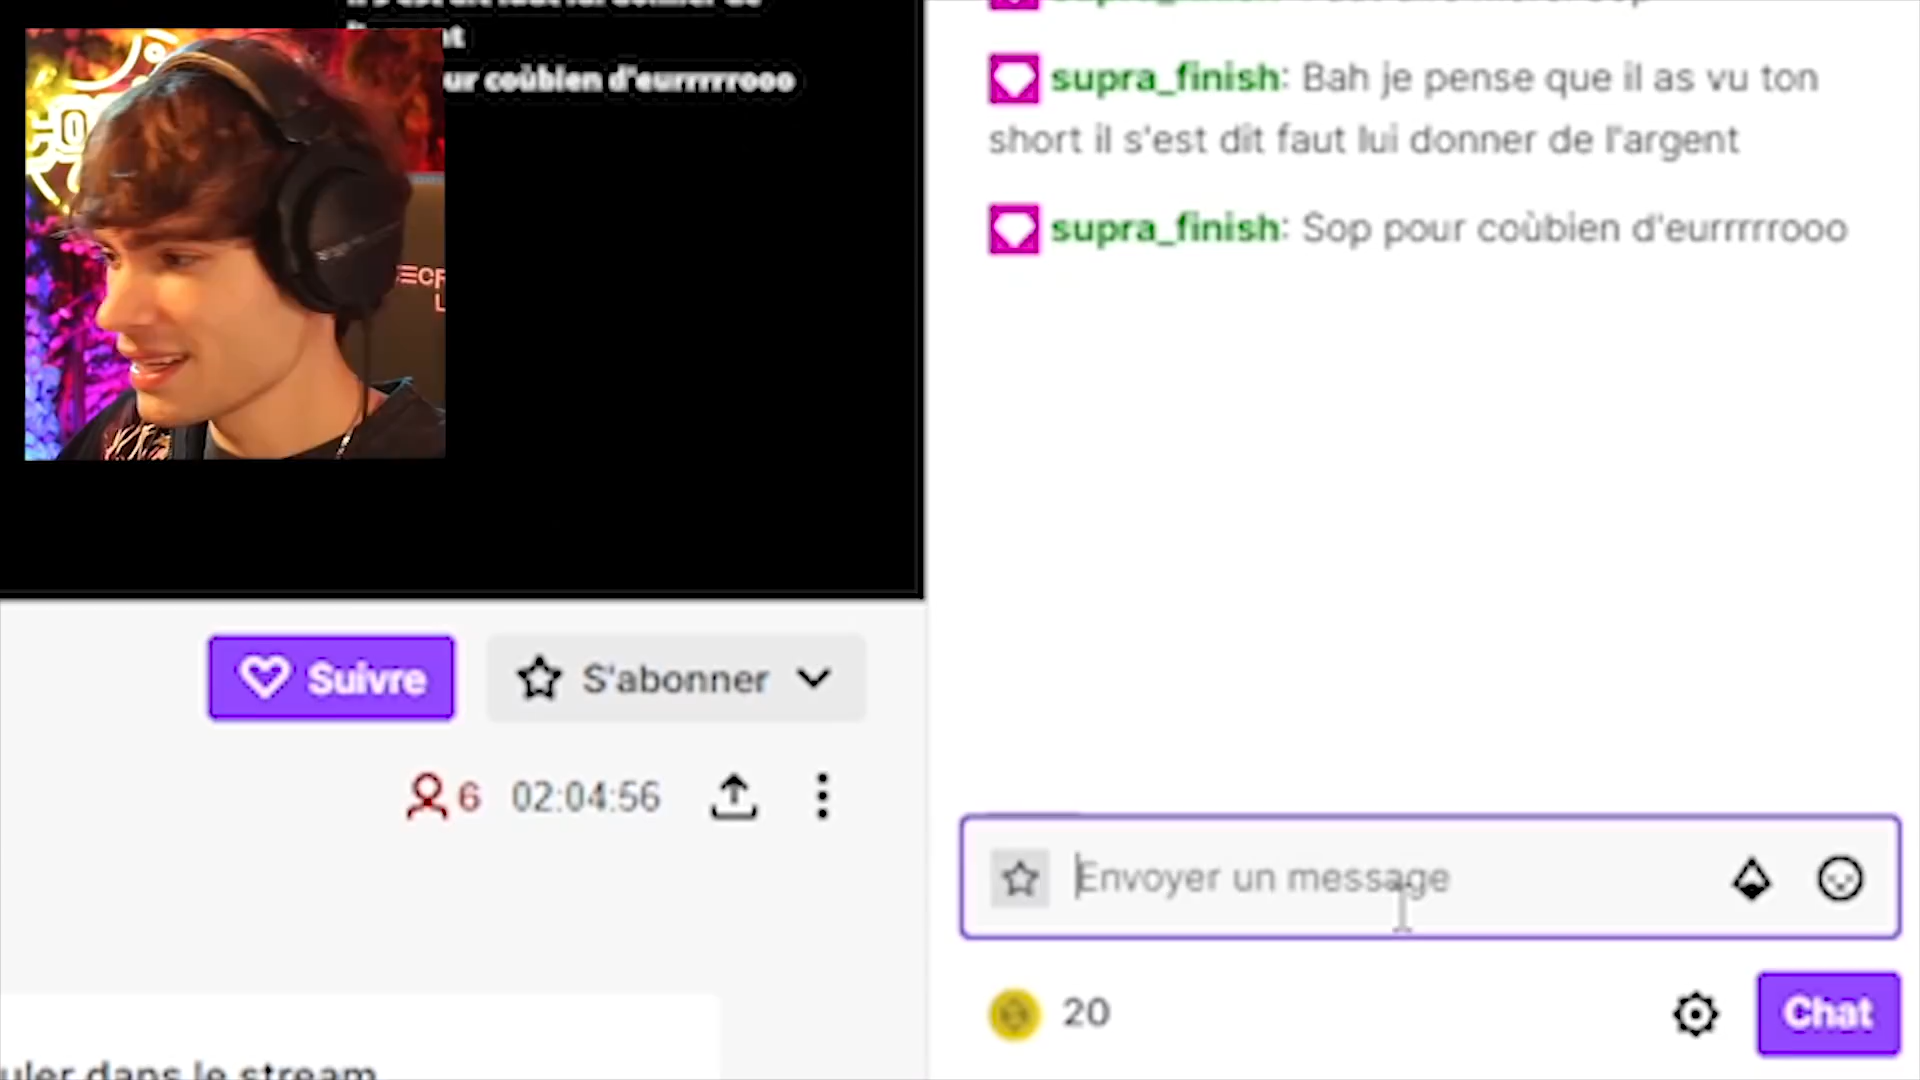 ur coùbien d'eurrrrrooo
supra_finish: Bah je pense que il as vu ton
short il s'est dit faut lui donner de l'argent
supra_finish: Sop pour coùbien d'eurrrrrooo
Suivre
S'abonner
6 02:04:56
Envoyer un message
20
Chat
uler dans le stream